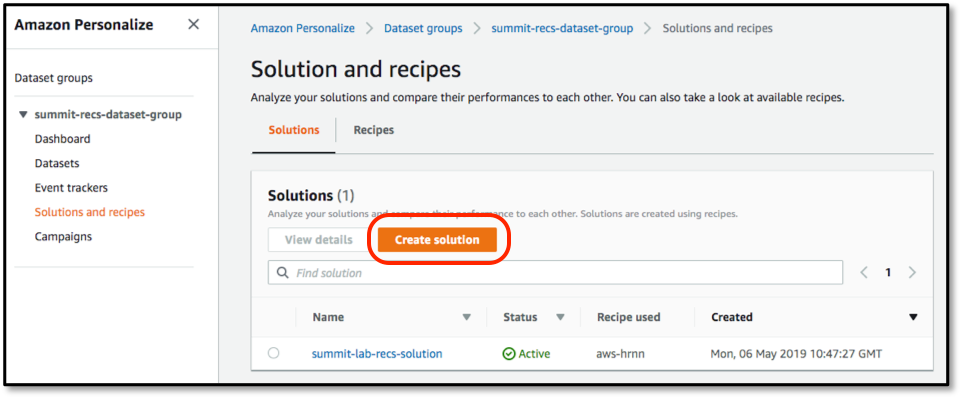 Amazon Personalize
Dataset groups
summit-recs-dataset-group
Dashboard
Datasets
Event trackers
Solutions and recipes
Campaigns
Amazon Personalize > Dataset groups > summit-recs-dataset-group > Solutions and recipes
Solution and recipes
Analyze your solutions and compare their performances to each other. You can also take a look at available recipes.
Solutions Recipes
Solutions (1)
Analyze your solutions and compare their performance to each other. Solutions are created using recipes.
View details Create solution
Find solution 1
Name Status Recipe used Created
summit-lab-recs-solution Active aws-hrnn Mon, 06 May 2019 10:47:27 GMT